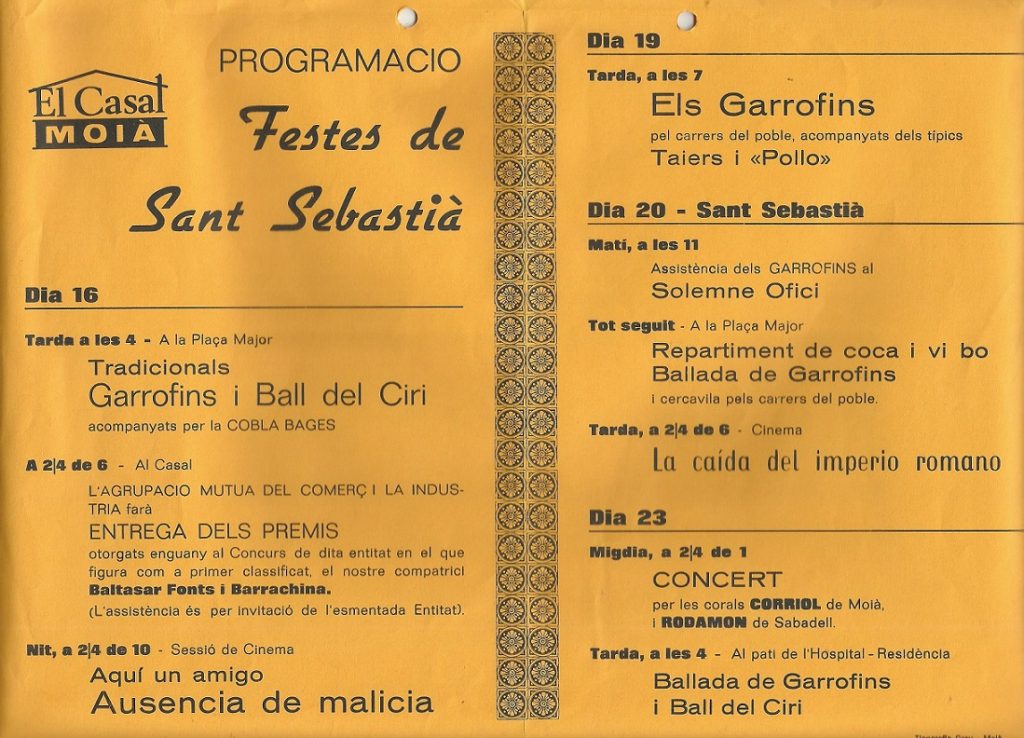 El Casal
MOIÀ
PROGRAMACIO
Festes de
Sant Sebastià
Dia 16
Tarda a les 4 - A la Plaça Major
Tradicionals
Garrofins i Ball del Ciri
acompanyats per la COBLA BAGES
A 2|4 de 6 - Al Casal
L'AGRUPACIO MUTUA DEL COMERÇ I LA INDUS-
TRIA farà
ENTREGA DELS PREMIS
otorgats enguany al Concurs de dita entitat en el que
figura com a primer classificat, el nostre compatrici
Baltasar Fonts i Barrachina.
(L'assistència és per invitació de l'esmentada Entitat).
Nit, a 2|4 de 10 - Sessió de Cinema
Aquí un amigo
Ausencia de malicia
Dia 19
Tarda, a les 7
Els Garrofins
pel carrers del poble, acompanyats dels típics
Taiers i «Pollo»
Dia 20 - Sant Sebastià
Matí, a les 11
Assistència dels GARROFINS al
Solemne Ofici
Tot seguit - A la Plaça Major
Repartiment de coca i vi bo
Ballada de Garrofins
i cercavila pels carrers del poble.
Tarda, a 2|4 de 6 - Cinema
La caída del imperio romano
Dia 23
Migdia, a 2|4 de 1
CONCERT
per les corals CORRIOL de Moià,
i RODAMON de Sabadell.
Tarda, a les 4 - Al pati de l'Hospital - Residència
Ballada de Garrofins
i Ball del Ciri